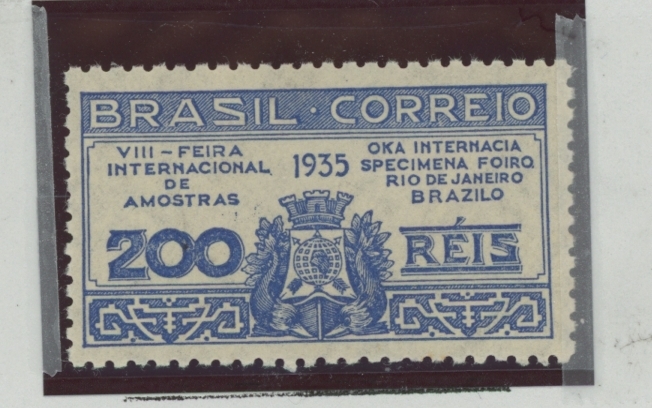 BRASIL · CORREIO
VIII – FEIRA
INTERNACIONAL
DE
AMOSTRAS
1935
OKA INTERNACIA
SPECIMENA FOIRO
RIO DE JANEIRO
BRAZILO
200
RÉIS